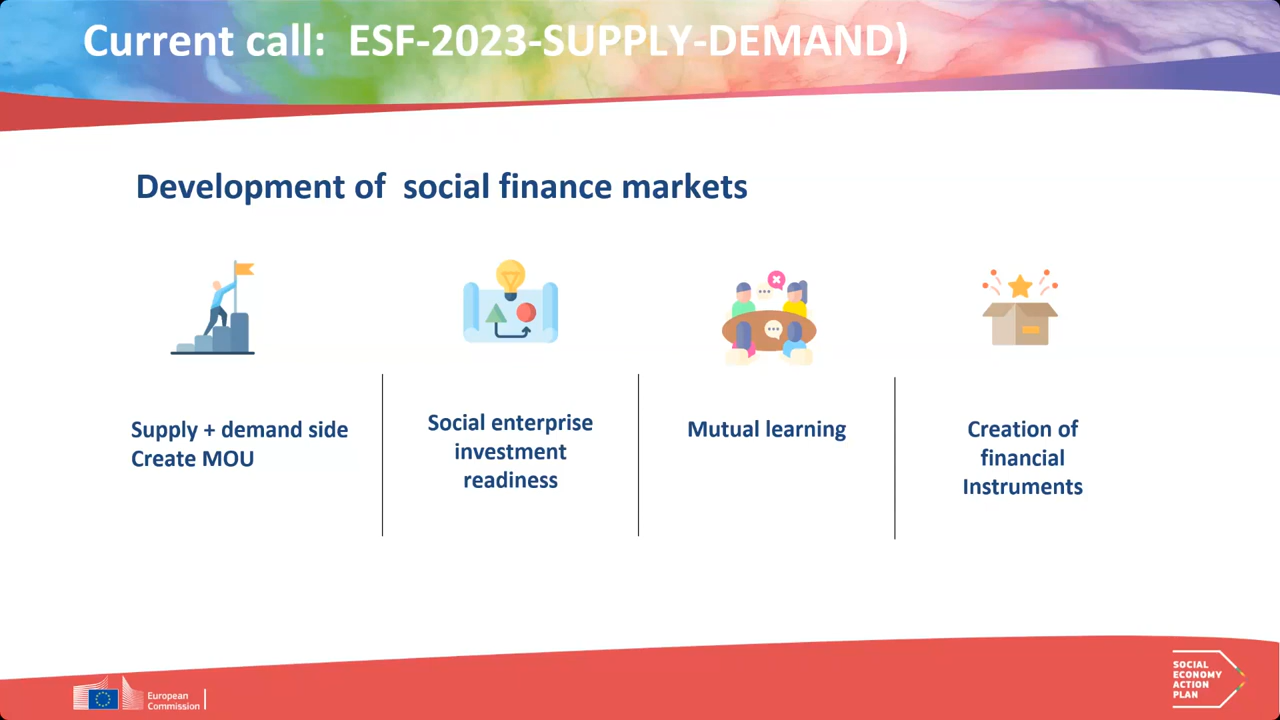 Current call: ESF-2023-SUPPLY-DEMAND)
Development of social finance markets
Supply + demand side
Create MOU
Social enterprise
investment
readiness
Mutual learning
Creation of
financial
Instruments
European
Commission
SOCIAL
ECONOMY
ACTION
PLAN